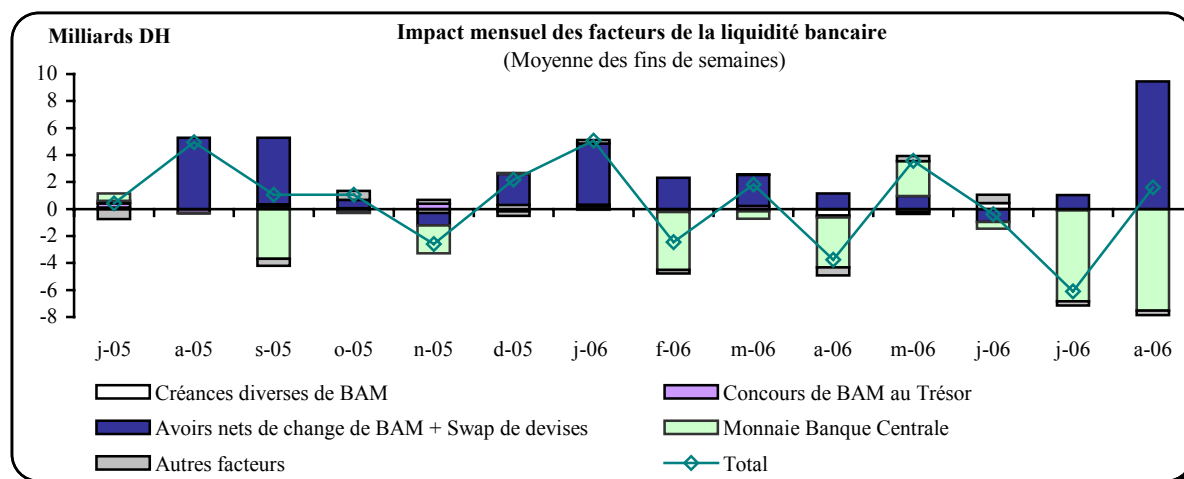 Milliards DH
Impact mensuel des facteurs de la liquidité bancaire
(Moyenne des fins de semaines)
10
8
6
4
2
0
-2
-4
-6
-8
j-05 a-05 s-05 o-05 n-05 d-05 j-06 f-06 m-06 a-06 m-06 j-06 j-06 a-06
Créances diverses de BAM
Concours de BAM au Trésor
Avoirs nets de change de BAM + Swap de devises
Monnaie Banque Centrale
Autres facteurs
Total